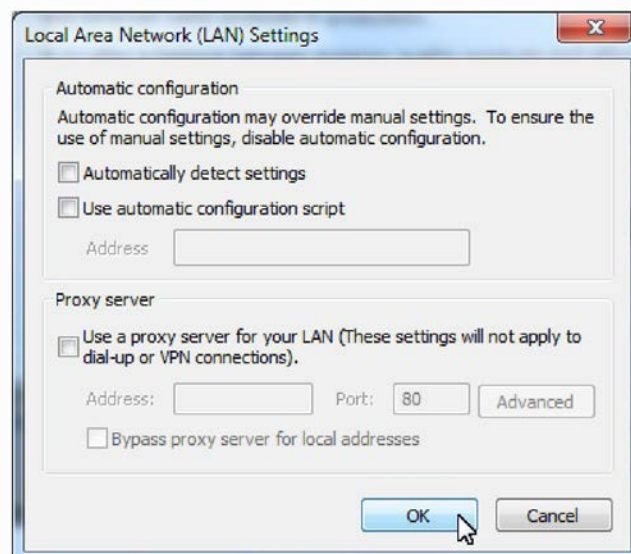 Local Area Network (LAN) Settings
Automatic configuration
Automatic configuration may override manual settings. To ensure the
use of manual settings, disable automatic configuration.
Automatically detect settings
Use automatic configuration script
Address
Proxy server
Use a proxy server for your LAN (These settings will not apply to
dial-up or VPN connections).
Address: Port: 80 Advanced
Bypass proxy server for local addresses
OK Cancel